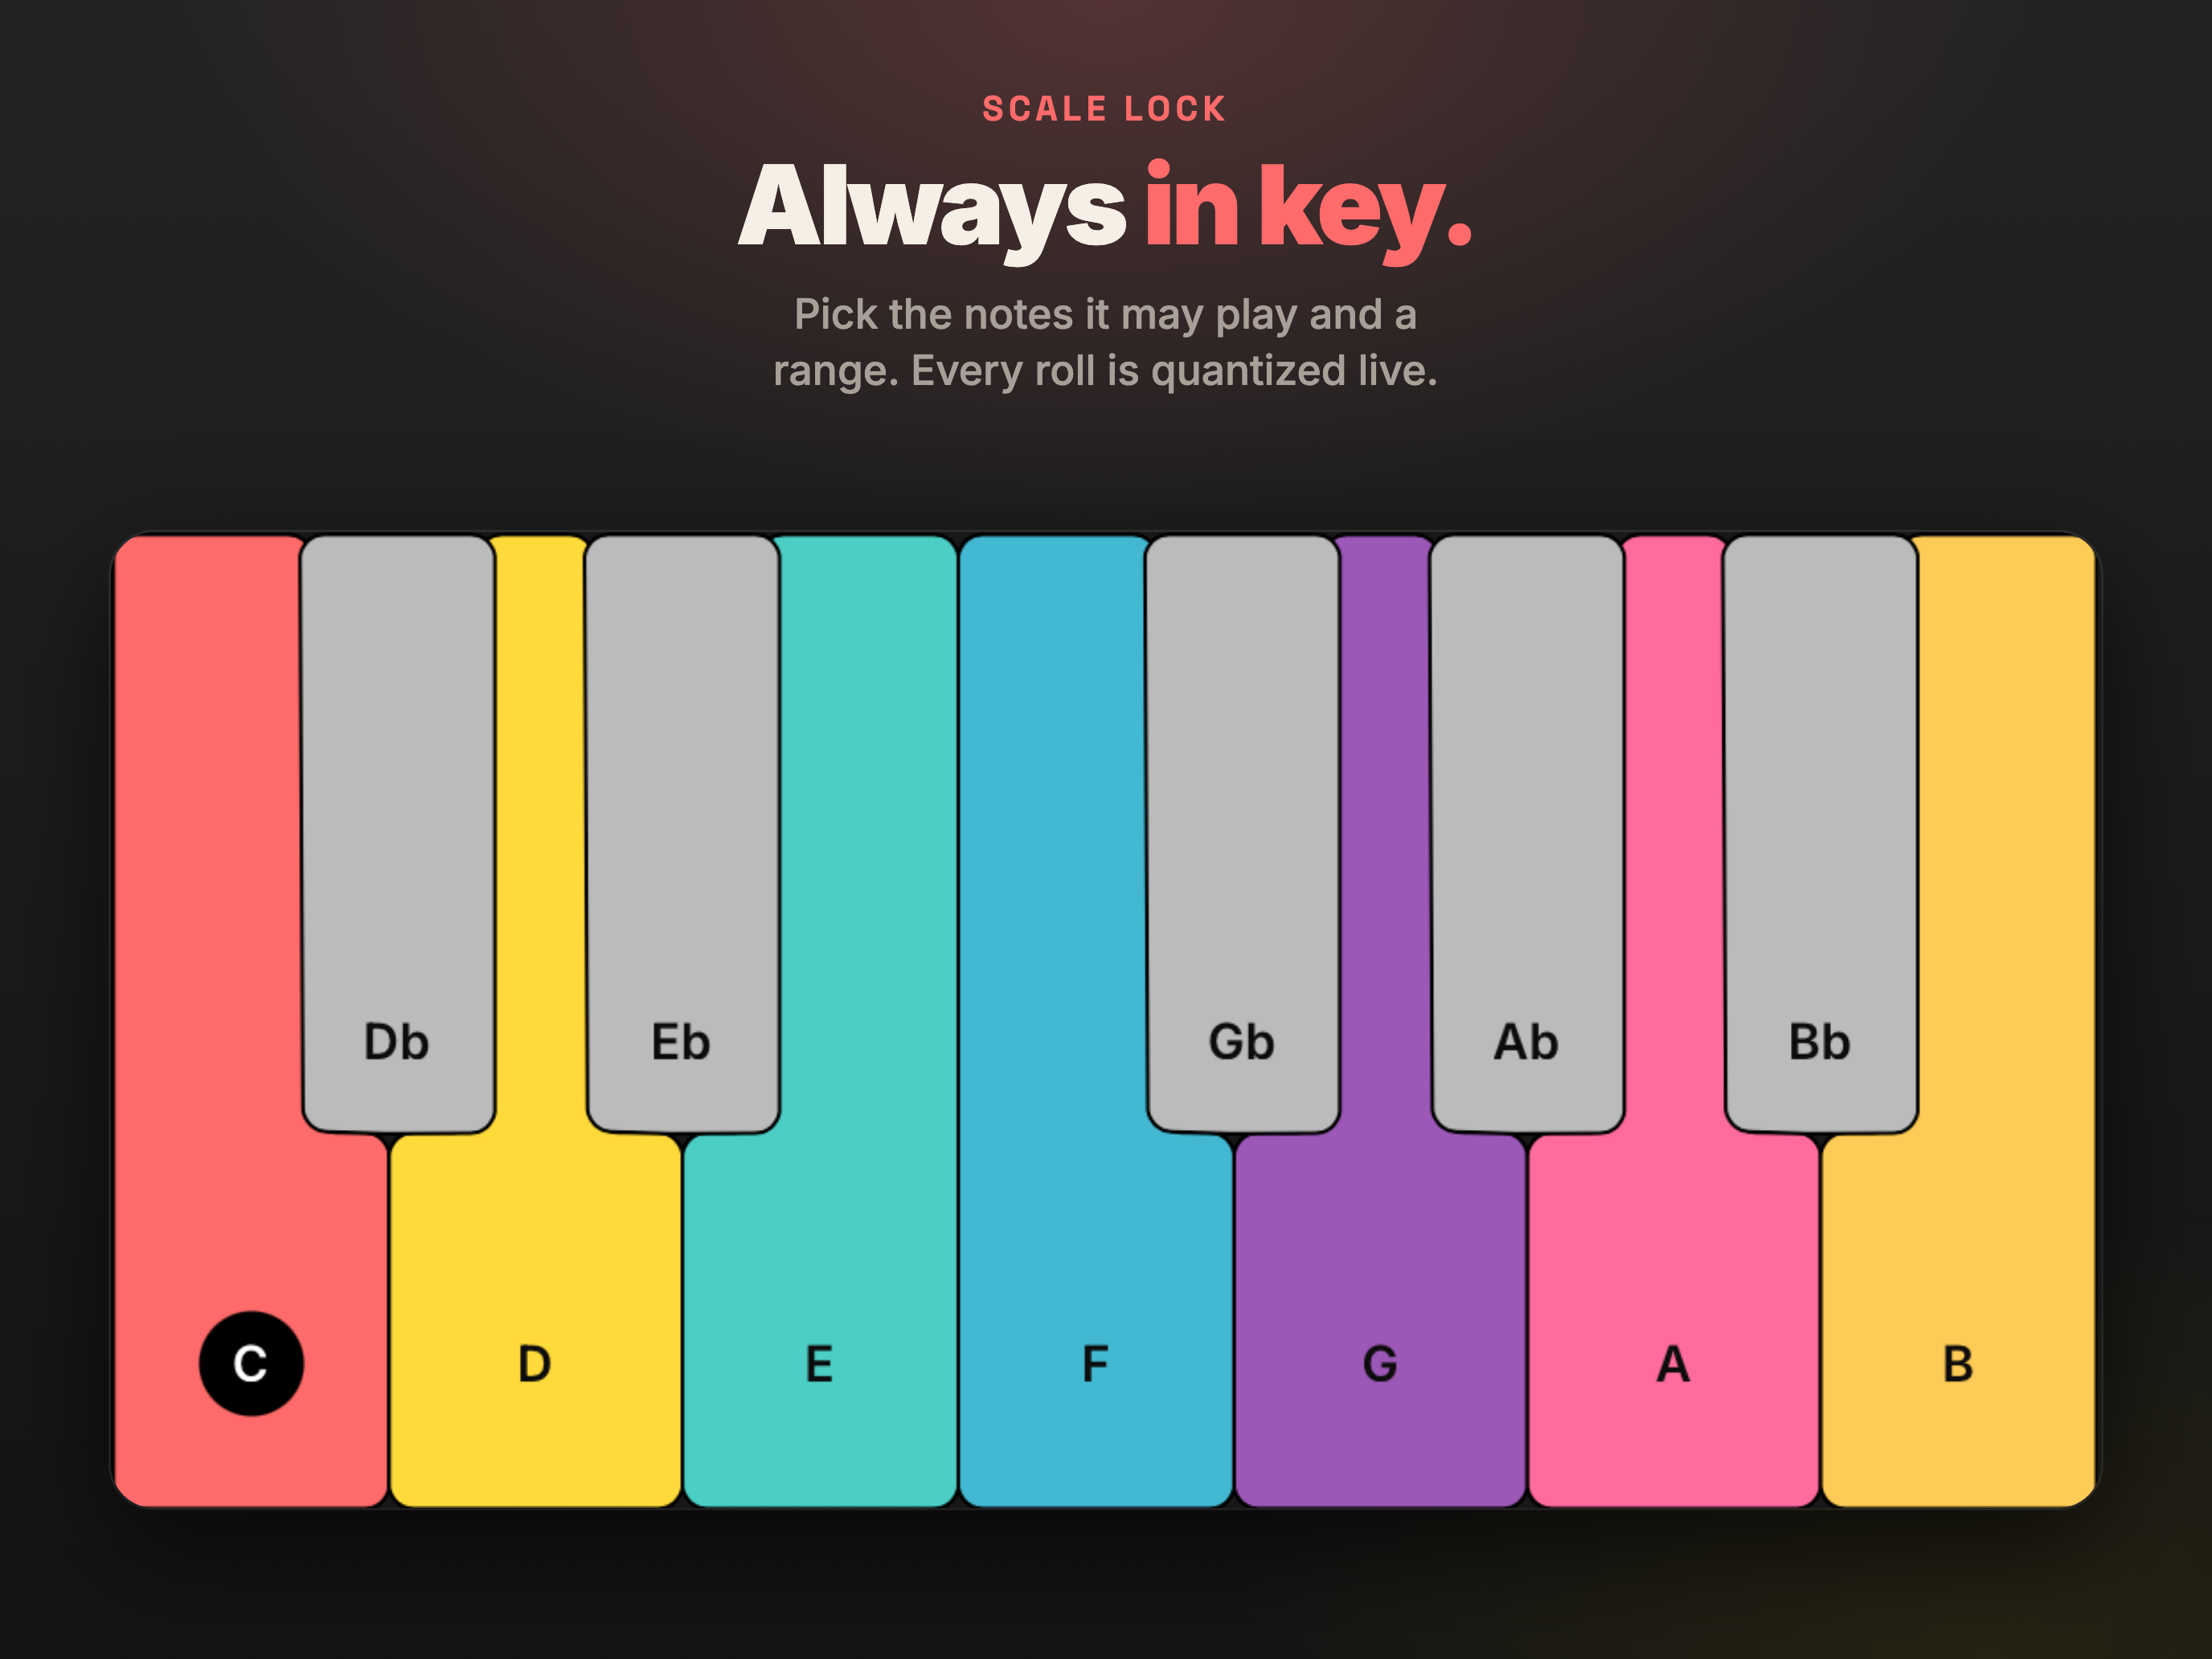 SCALE LOCK
Always in key.
Pick the notes it may play and a
range. Every roll is quantized live.
Db Eb Gb Ab Bb
C D E F G A B